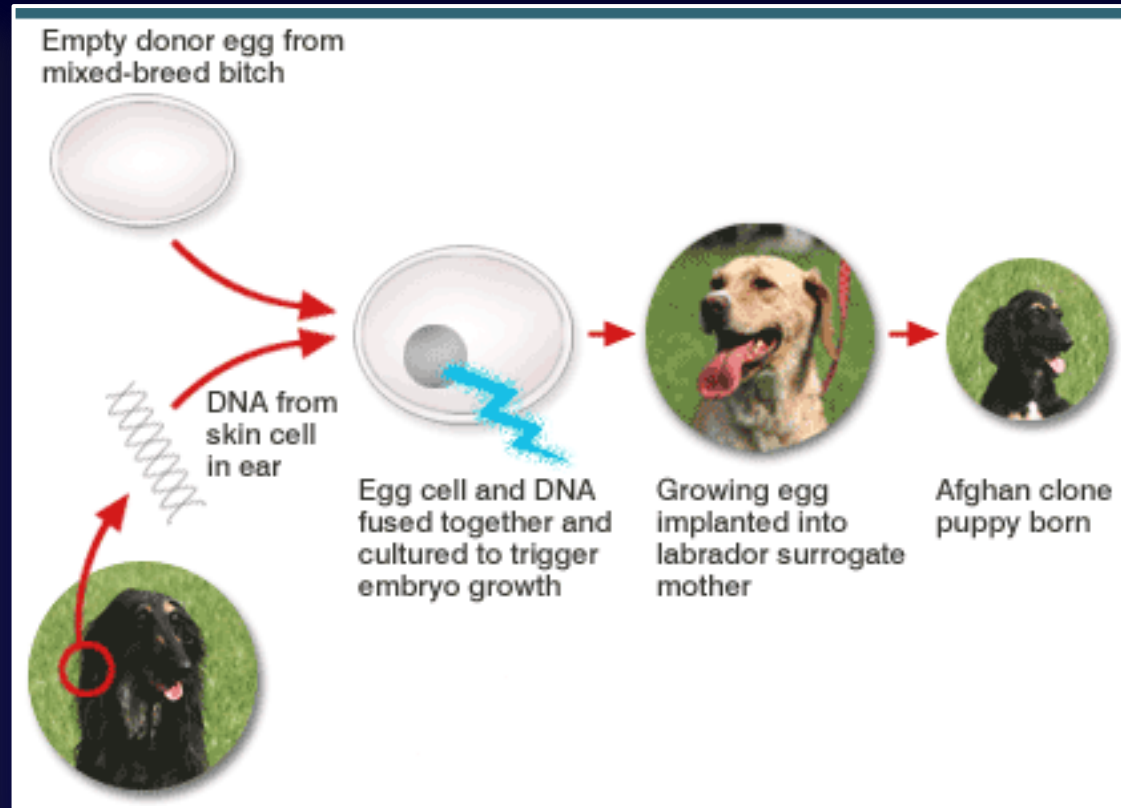 Empty donor egg from
mixed-breed bitch
DNA from
skin cell
in ear
Egg cell and DNA
fused together and
cultured to trigger
embryo growth
Growing egg
implanted into
labrador surrogate
mother
Afghan clone
puppy born